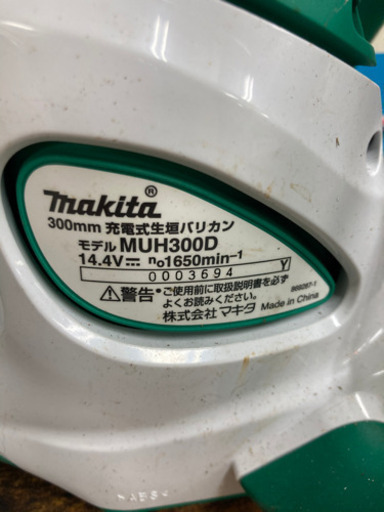 makita®
300mm 充電式生垣バリカン
モデル MUH300D
14.4V⎓ n₀1650min⁻¹
0003694 Y
⚠警告•ご使用前に取扱説明書を必ず
よくお読みください。
株式会社 マキタ Made in China